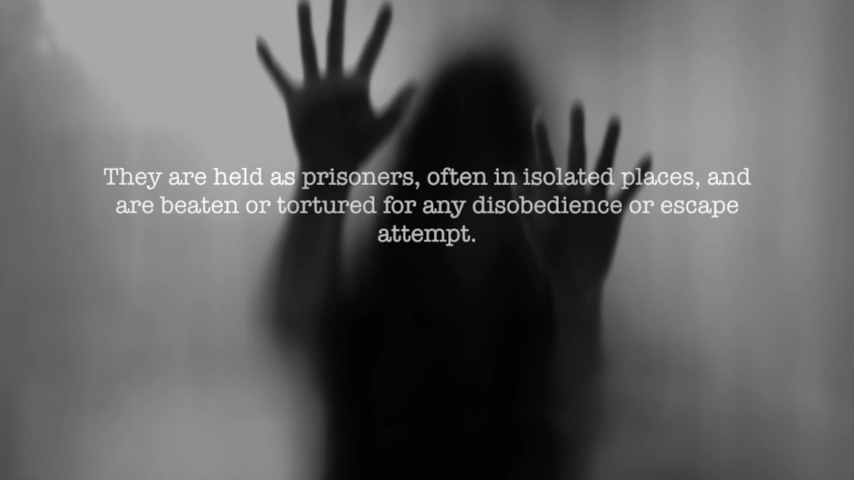 They are held as prisoners, often in isolated places, and
are beaten or tortured for any disobedience or escape
attempt.